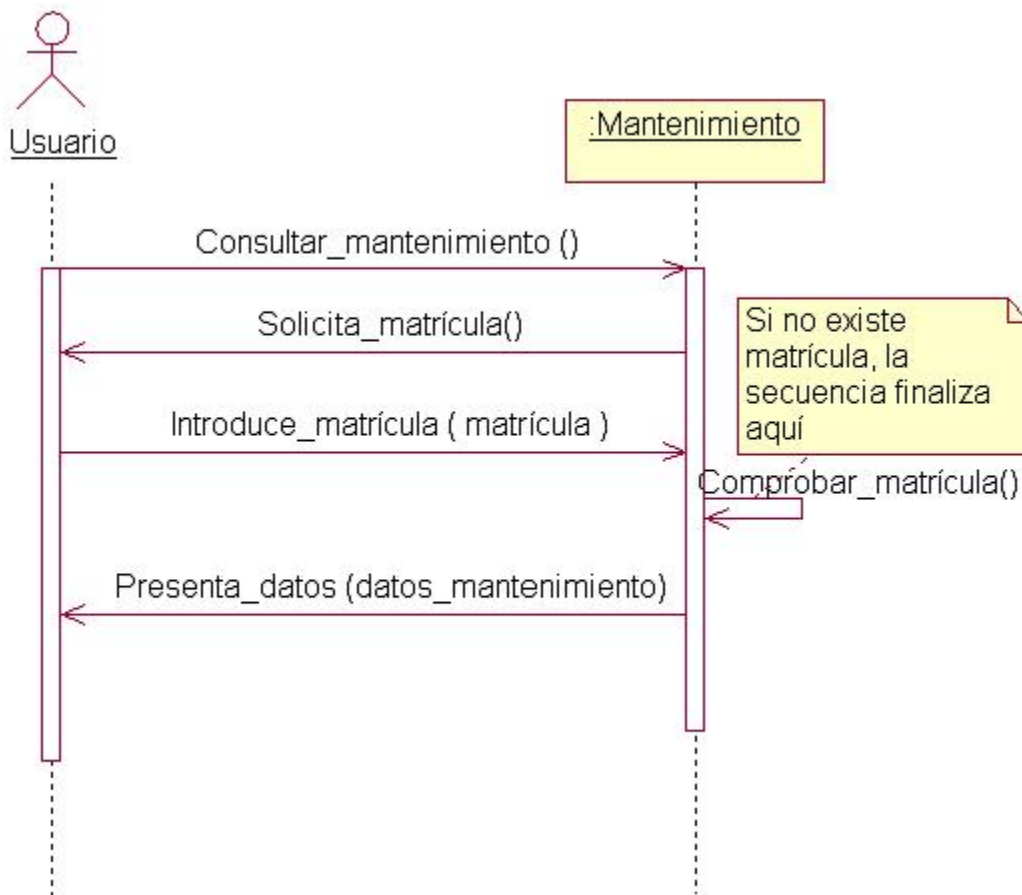 Usuario
:Mantenimiento
Consultar_mantenimiento ()
Solicita_matrícula()
Si no existe
matrícula, la
secuencia finaliza
aquí
Introduce_matrícula ( matrícula )
Comprobar_matrícula()
Presenta_datos (datos_mantenimiento)